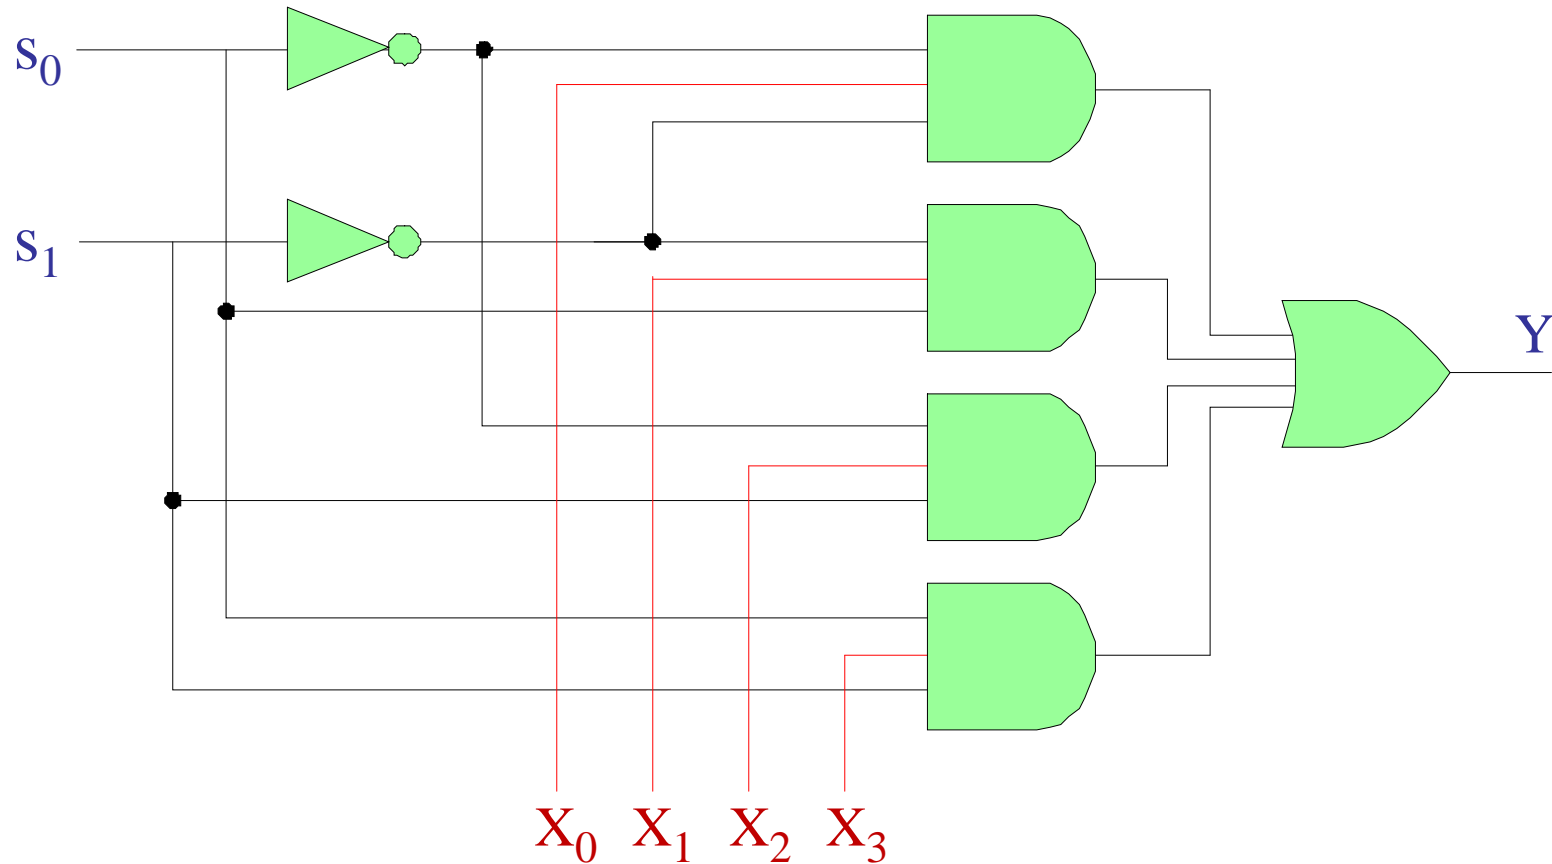 s₀
s₁
Y
X₀ X₁ X₂ X₃